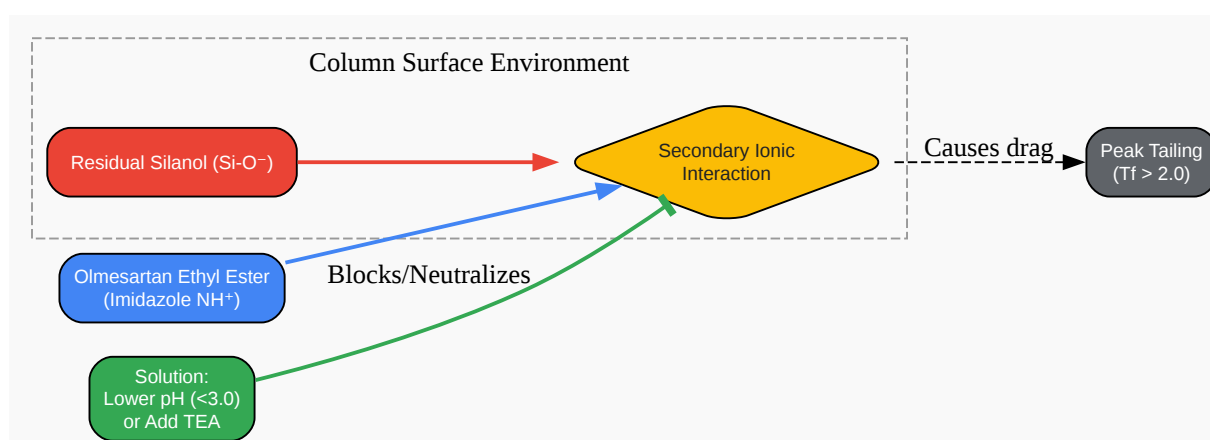 Column Surface Environment
Residual Silanol (Si-O⁻)
Secondary Ionic
Interaction
Causes drag
Peak Tailing
(Tf > 2.0)
Olmesartan Ethyl Ester
(Imidazole NH⁺)
Blocks/Neutralizes
Solution:
Lower pH (<3.0)
or Add TEA